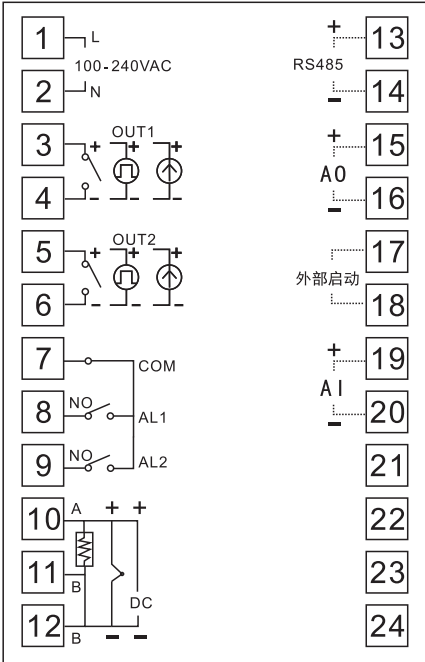 1 L + 13
100-240VAC RS485
2 N - 14
3 + OUT1 + + + 15
AO
4 - - - - 16
5 + OUT2 + + 17
外部启动
6 - - - 18
7 COM + 19
AI
8 NO AL1 - 20
9 NO AL2 21
10 A + + 22
11 B 23
DC
12 B - - 24